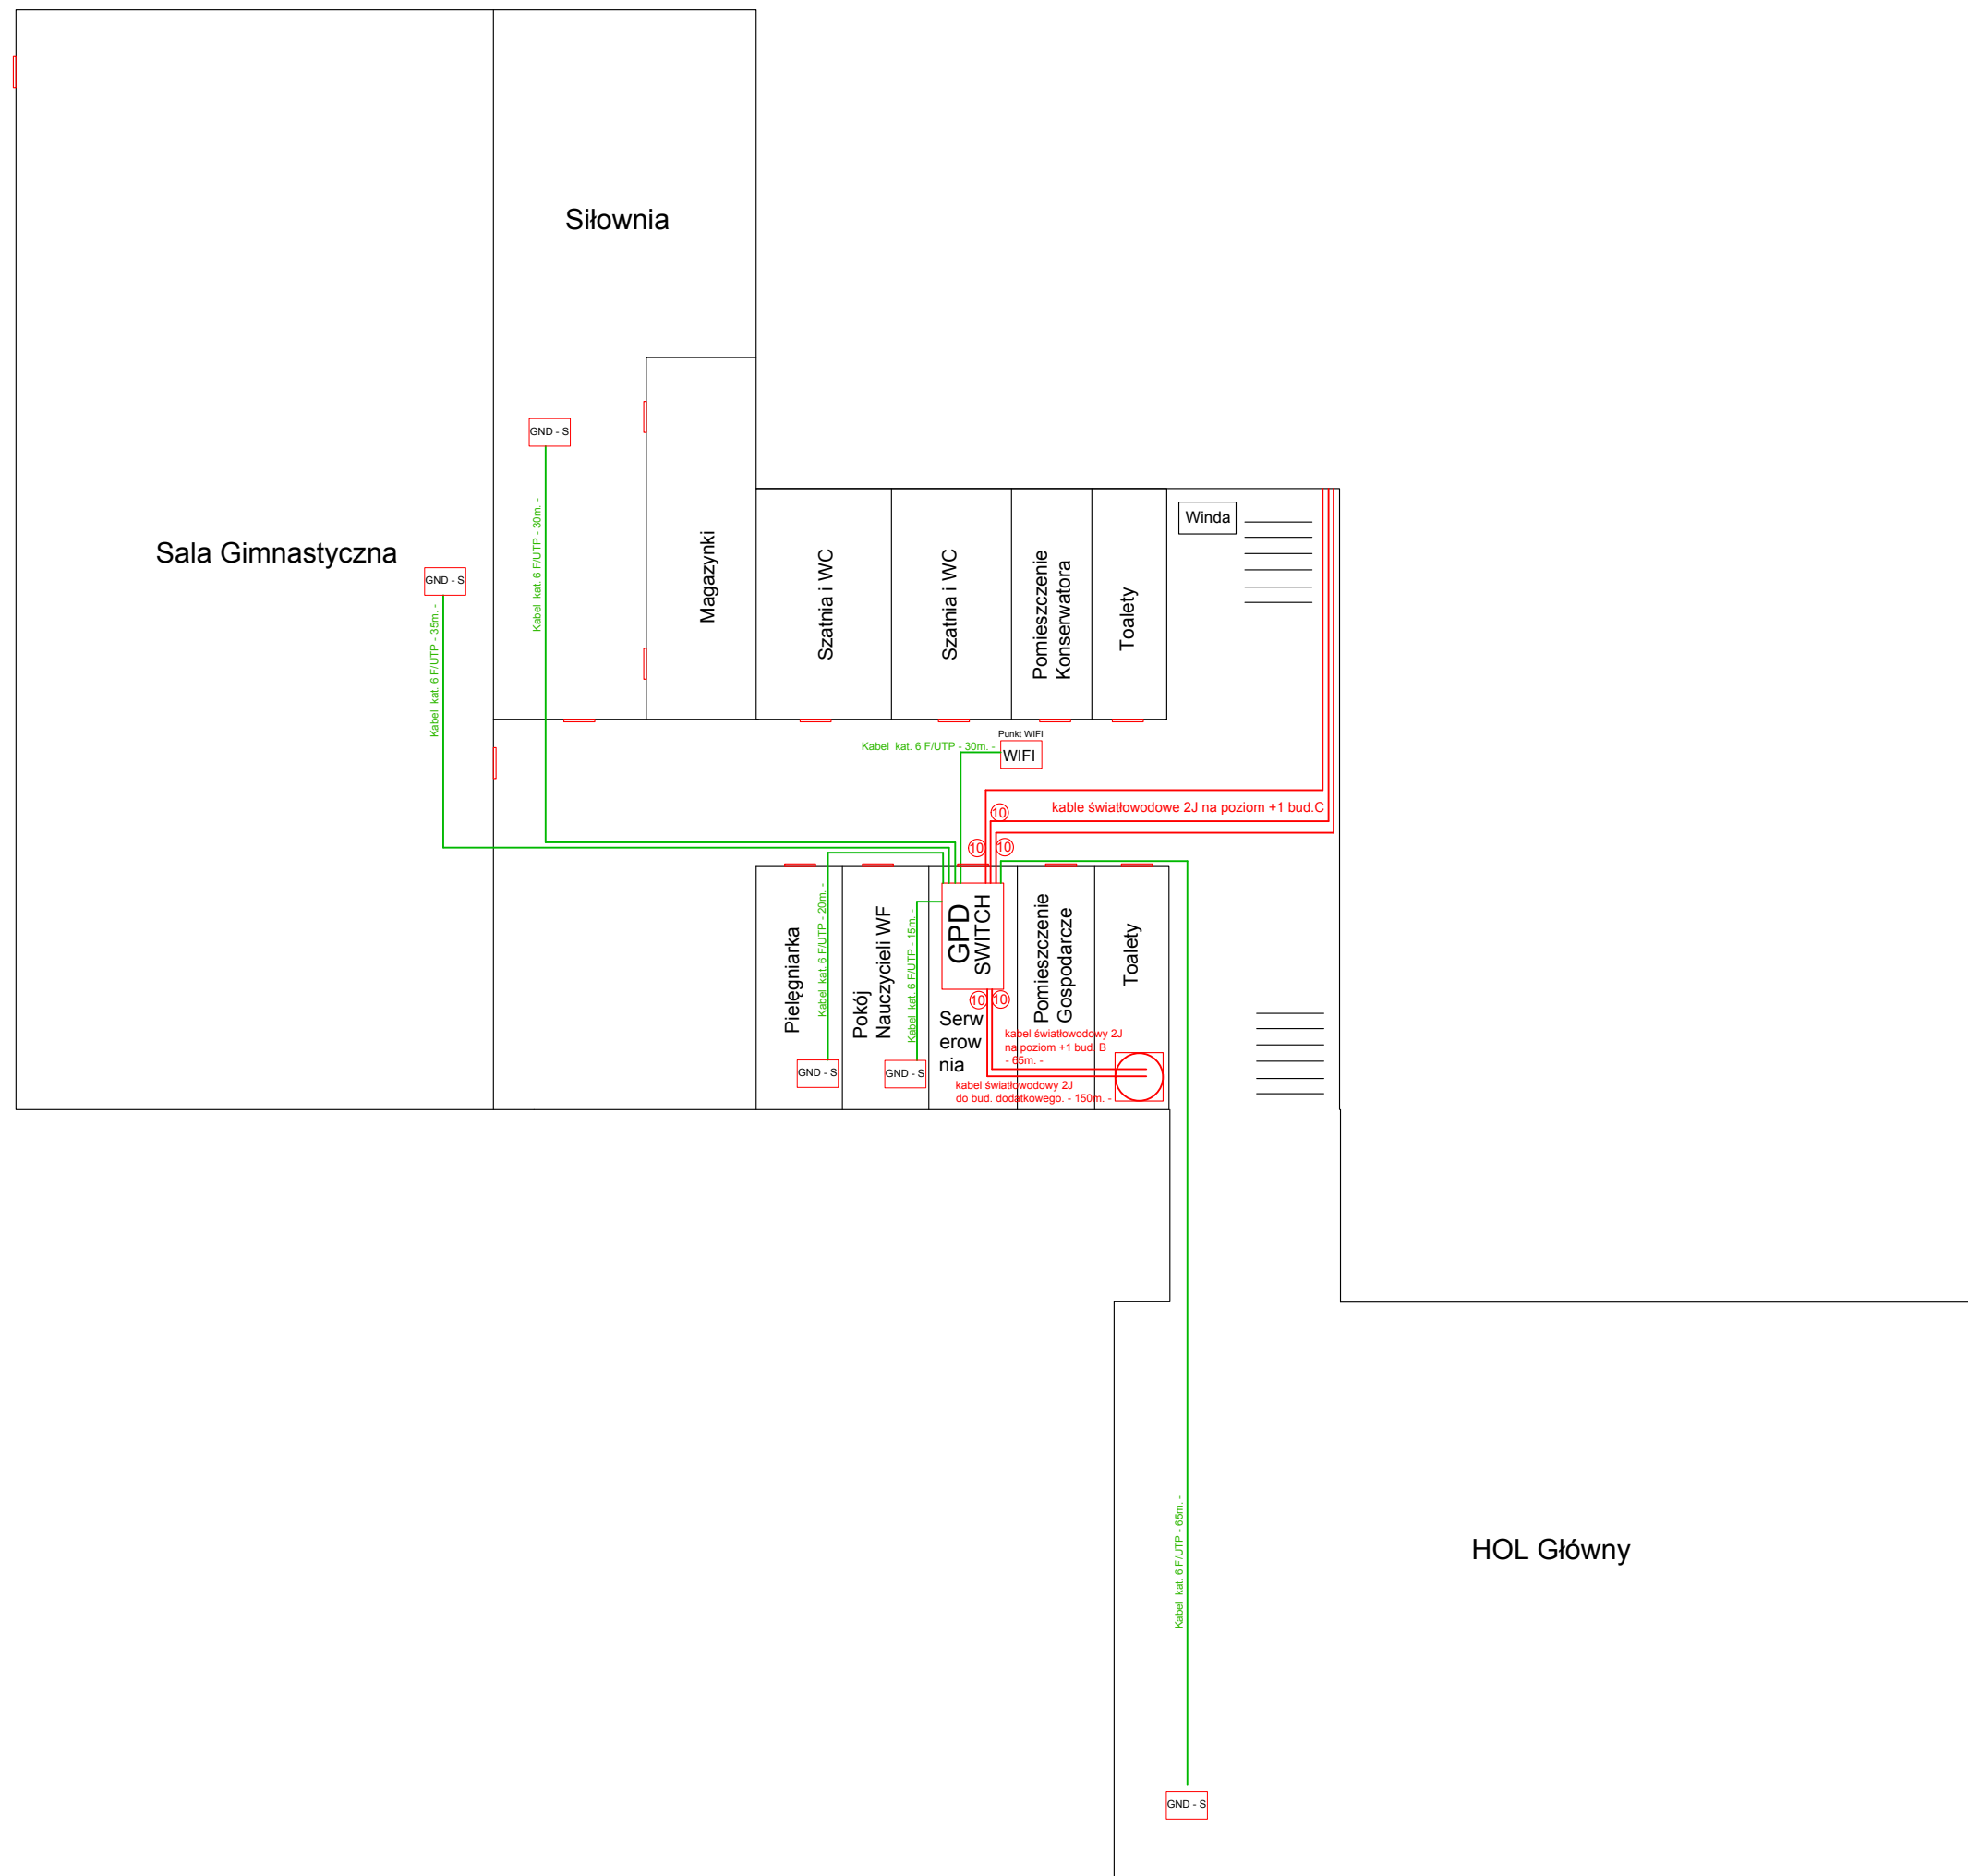 Siłownia
GND - S
Kabel  kat. 6 F/UTP - 30m. -
Sala Gimnastyczna
GND - S
Kabel  kat. 6 F/UTP - 35m. -
Magazynki
Szatnia i WC
Szatnia i WC
Pomieszczenie
Konserwatora
Toalety
Winda
Punkt WIFI
WIFI
Kabel  kat. 6 F/UTP - 30m. -
kable światłowodowe 2J na poziom +1 bud.C
10
10
10
Pielęgniarka
Kabel  kat. 6 F/UTP - 20m. -
GND - S
Pokój
Nauczycieli WF
Kabel  kat. 6 F/UTP - 15m. -
GND - S
GPD
SWITCH
10
10
Serw
erow
nia
Pomieszczenie
Gospodarcze
Toalety
kabel światłowodowy 2J
na poziom +1 bud. B
- 65m. -
kabel światłowodowy 2J
do bud. dodatkowego. - 150m. -
Kabel  kat. 6 F/UTP - 65m. -
HOL Główny
GND - S